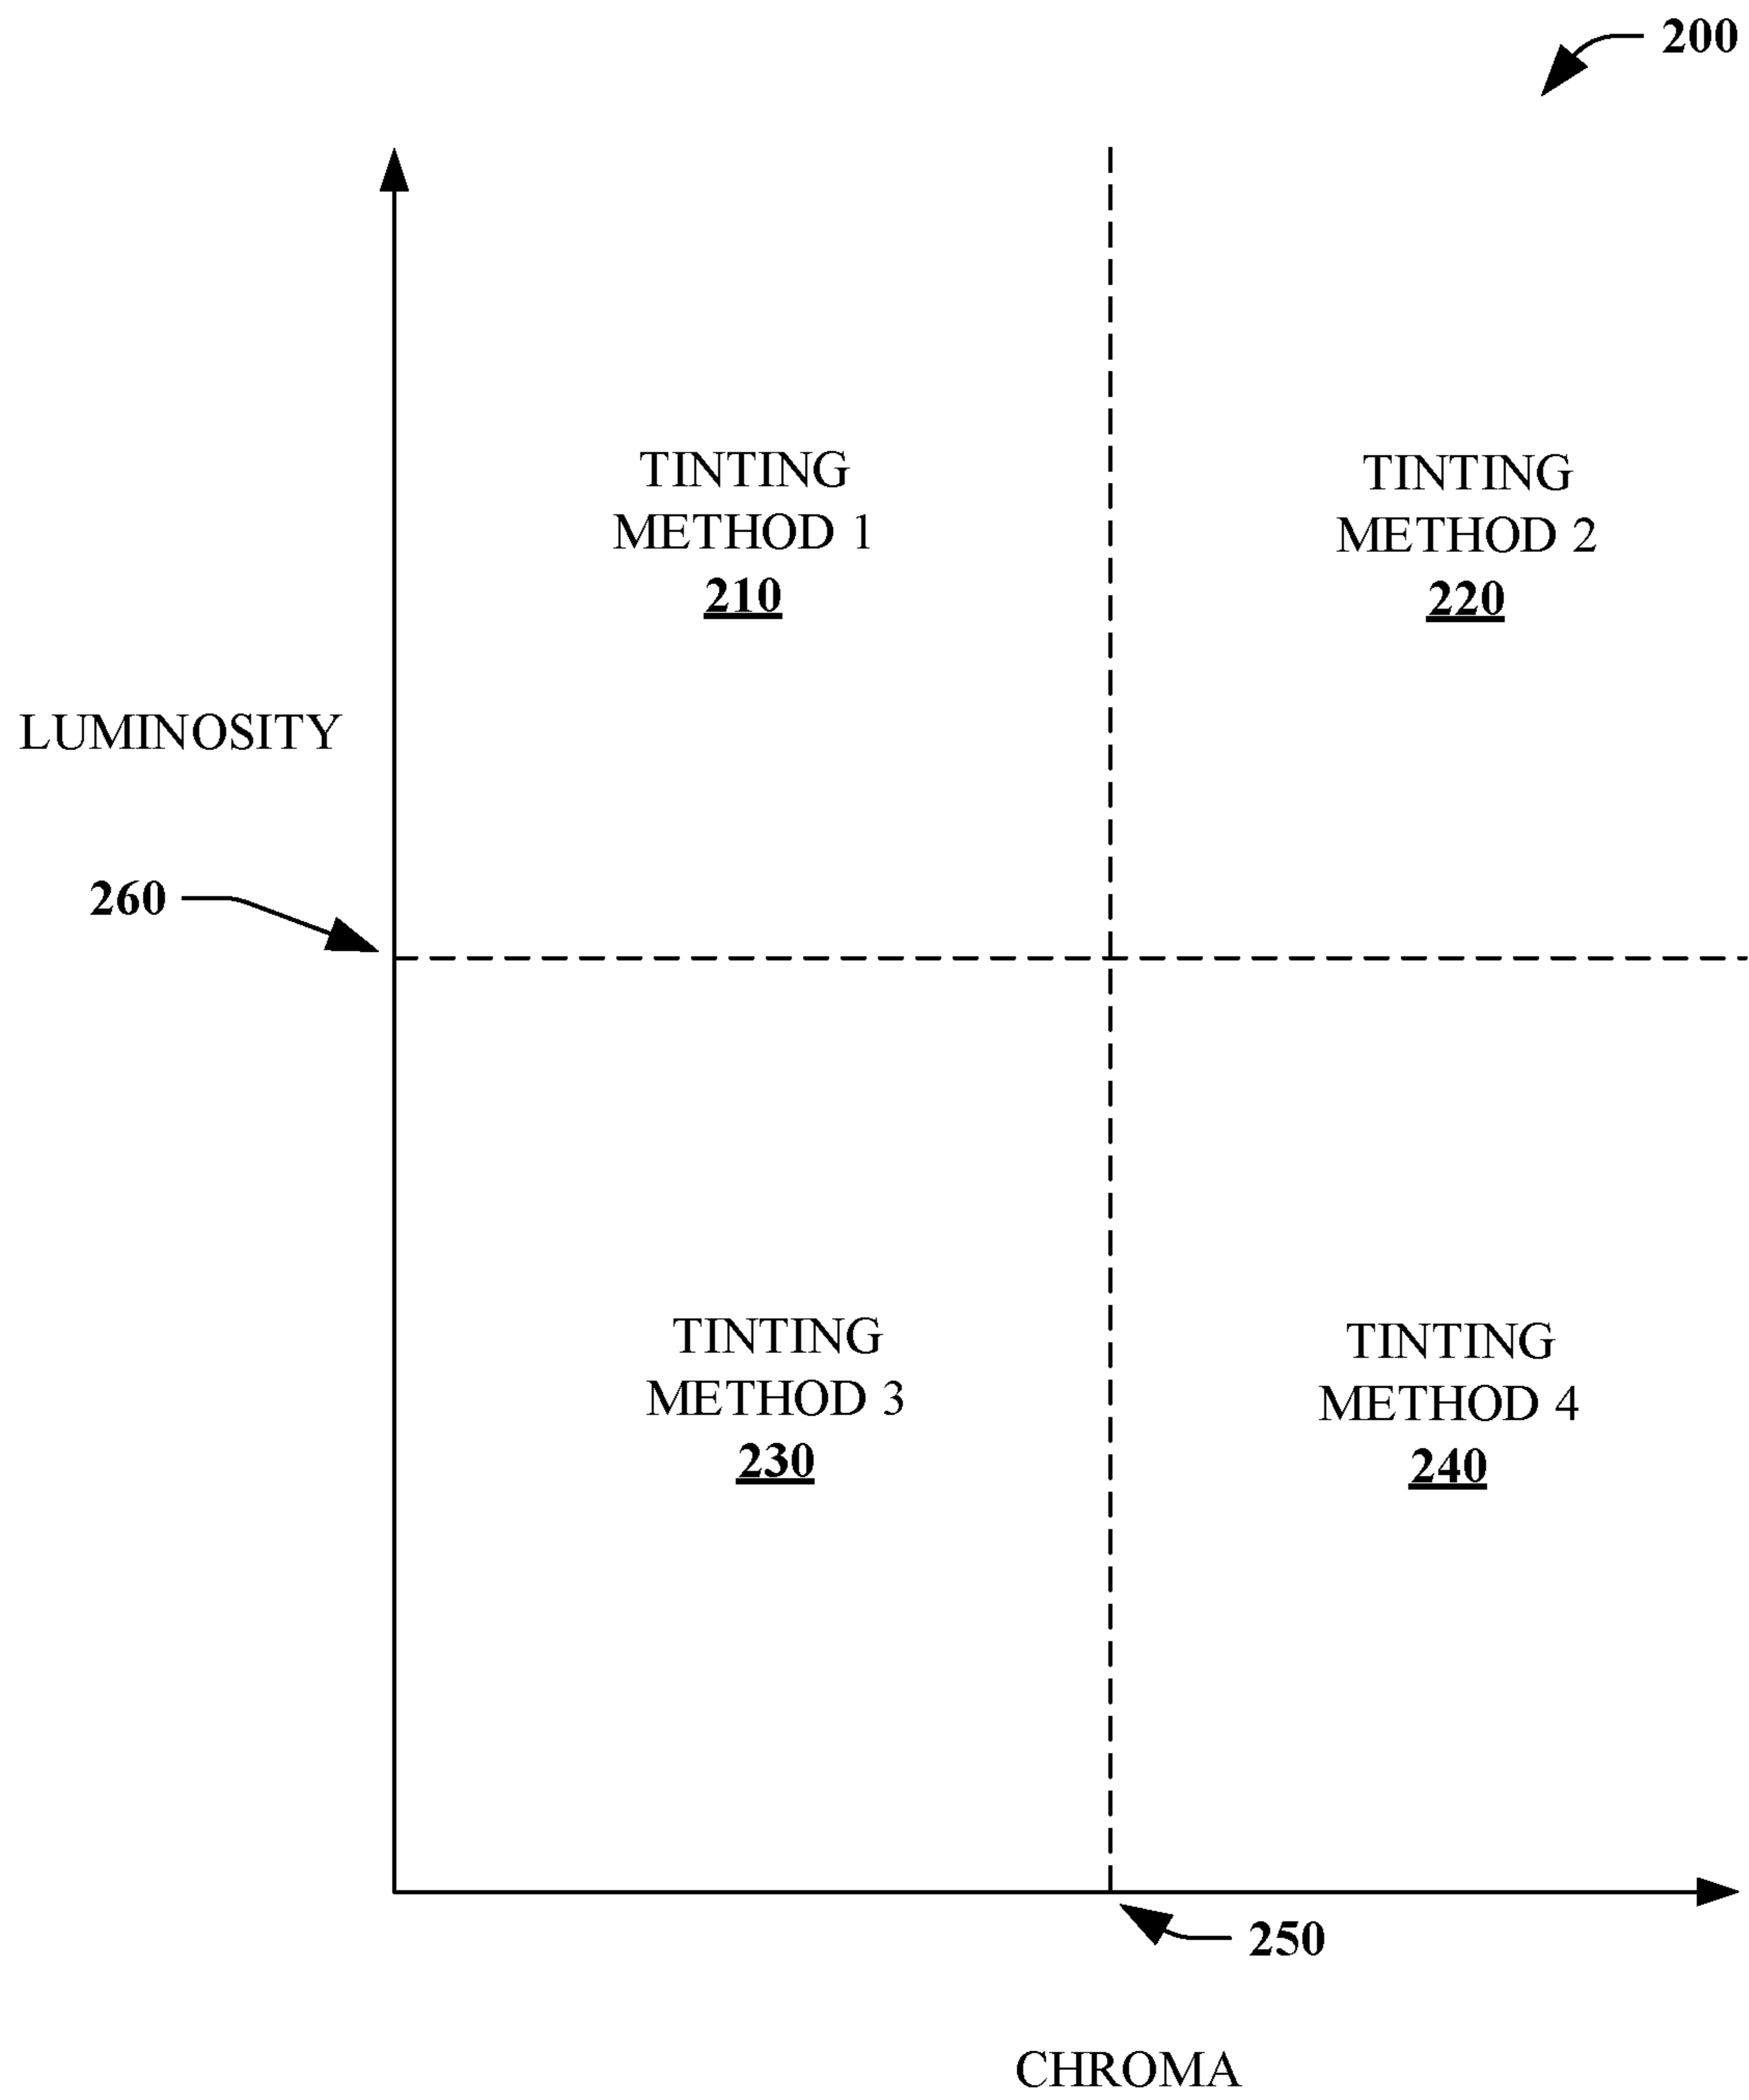 200
TINTING
METHOD 1
210
TINTING
METHOD 2
220
LUMINOSITY
260
TINTING
METHOD 3
230
TINTING
METHOD 4
240
250
CHROMA